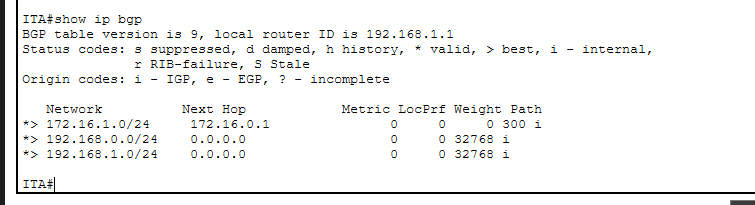 ITA#show ip bgp
BGP table version is 9, local router ID is 192.168.1.1
Status codes: s suppressed, d damped, h history, * valid, > best, i - internal,
              r RIB-failure, S Stale
Origin codes: i - IGP, e - EGP, ? - incomplete

   Network          Next Hop            Metric LocPrf Weight Path
*> 172.16.1.0/24     172.16.0.1               0     0      0 300 i
*> 192.168.0.0/24    0.0.0.0                  0     0  32768 i
*> 192.168.1.0/24    0.0.0.0                  0     0  32768 i

ITA#